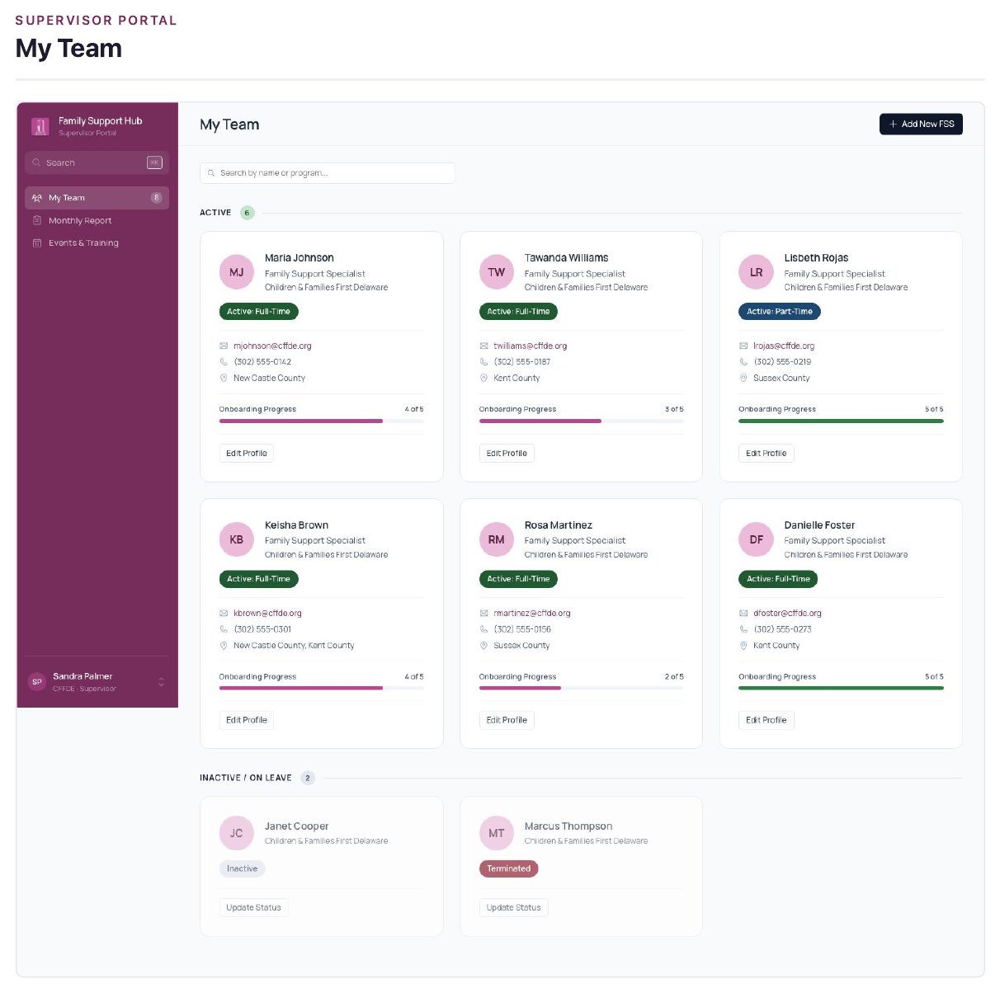 SUPERVISOR PORTAL
My Team
Family Support Hub
Supervisor Portal
Search
⌘K
My Team
8
Monthly Report
Events & Training
Sandra Palmer
SP
CFFDE · Supervisor
My Team
+ Add New FSS
Search by name or program...
ACTIVE 6
MJ
Maria Johnson
Family Support Specialist
Children & Families First Delaware
Active: Full-Time
mjohnson@cffde.org
(302) 555-0142
New Castle County
Onboarding Progress 4 of 5
Edit Profile
TW
Tawanda Williams
Family Support Specialist
Children & Families First Delaware
Active: Full-Time
twilliams@cffde.org
(302) 555-0187
Kent County
Onboarding Progress 3 of 5
Edit Profile
LR
Lisbeth Rojas
Family Support Specialist
Children & Families First Delaware
Active: Part-Time
lrojas@cffde.org
(302) 555-0219
Sussex County
Onboarding Progress 5 of 5
Edit Profile
KB
Keisha Brown
Family Support Specialist
Children & Families First Delaware
Active: Full-Time
kbrown@cffde.org
(302) 555-0301
New Castle County, Kent County
Onboarding Progress 4 of 5
Edit Profile
RM
Rosa Martinez
Family Support Specialist
Children & Families First Delaware
Active: Full-Time
rmartinez@cffde.org
(302) 555-0156
Sussex County
Onboarding Progress 2 of 5
Edit Profile
DF
Danielle Foster
Family Support Specialist
Children & Families First Delaware
Active: Full-Time
dfoster@cffde.org
(302) 555-0273
Kent County
Onboarding Progress 5 of 5
Edit Profile
INACTIVE / ON LEAVE 2
JC
Janet Cooper
Children & Families First Delaware
Inactive
Update Status
MT
Marcus Thompson
Children & Families First Delaware
Terminated
Update Status